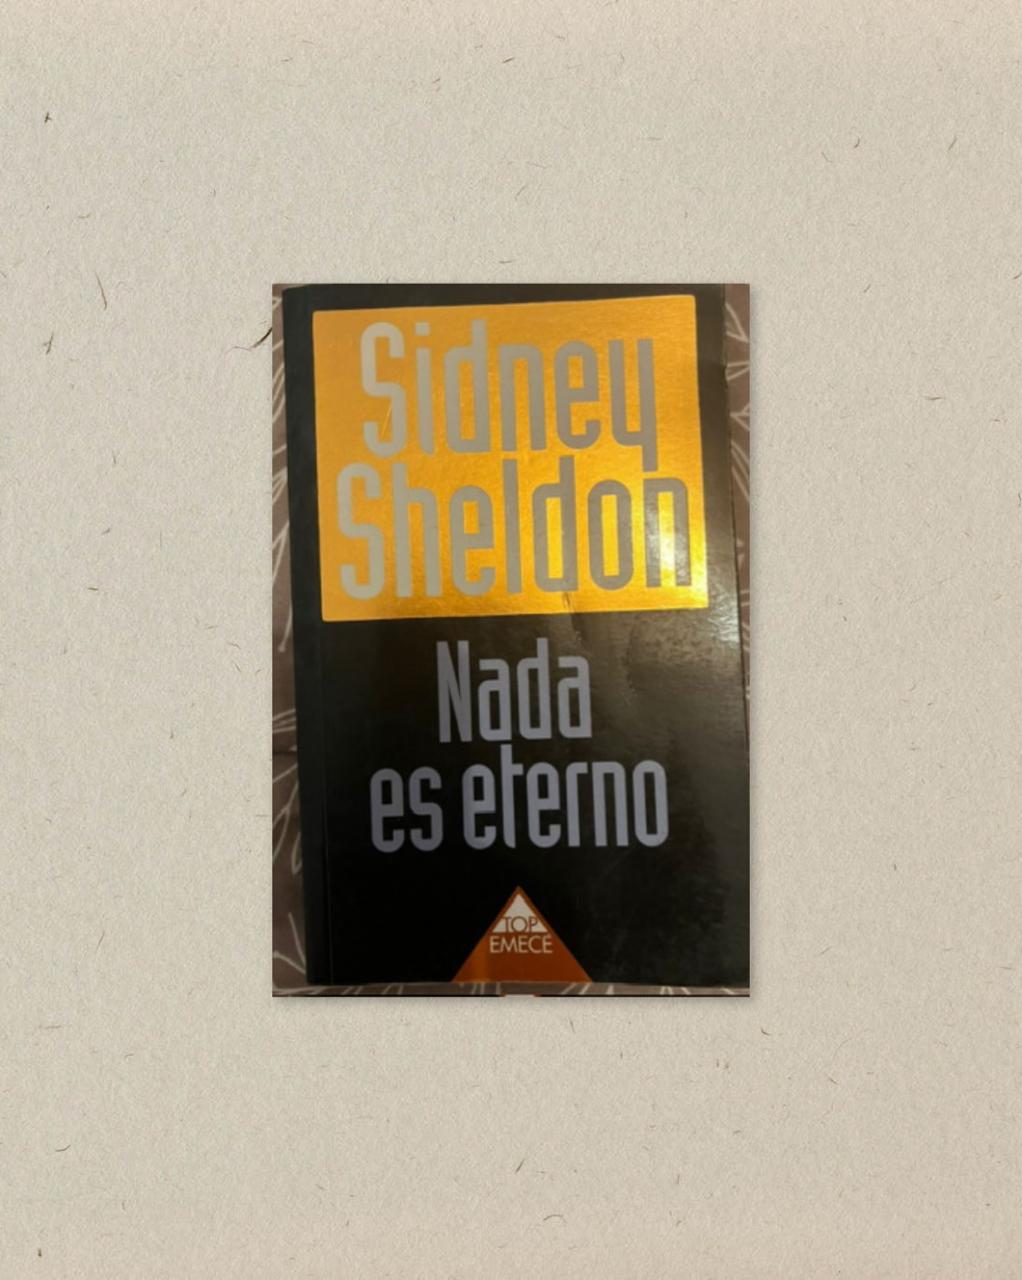 Sidney
Sheldon
Nada
es eterno
TOP
EMECÉ